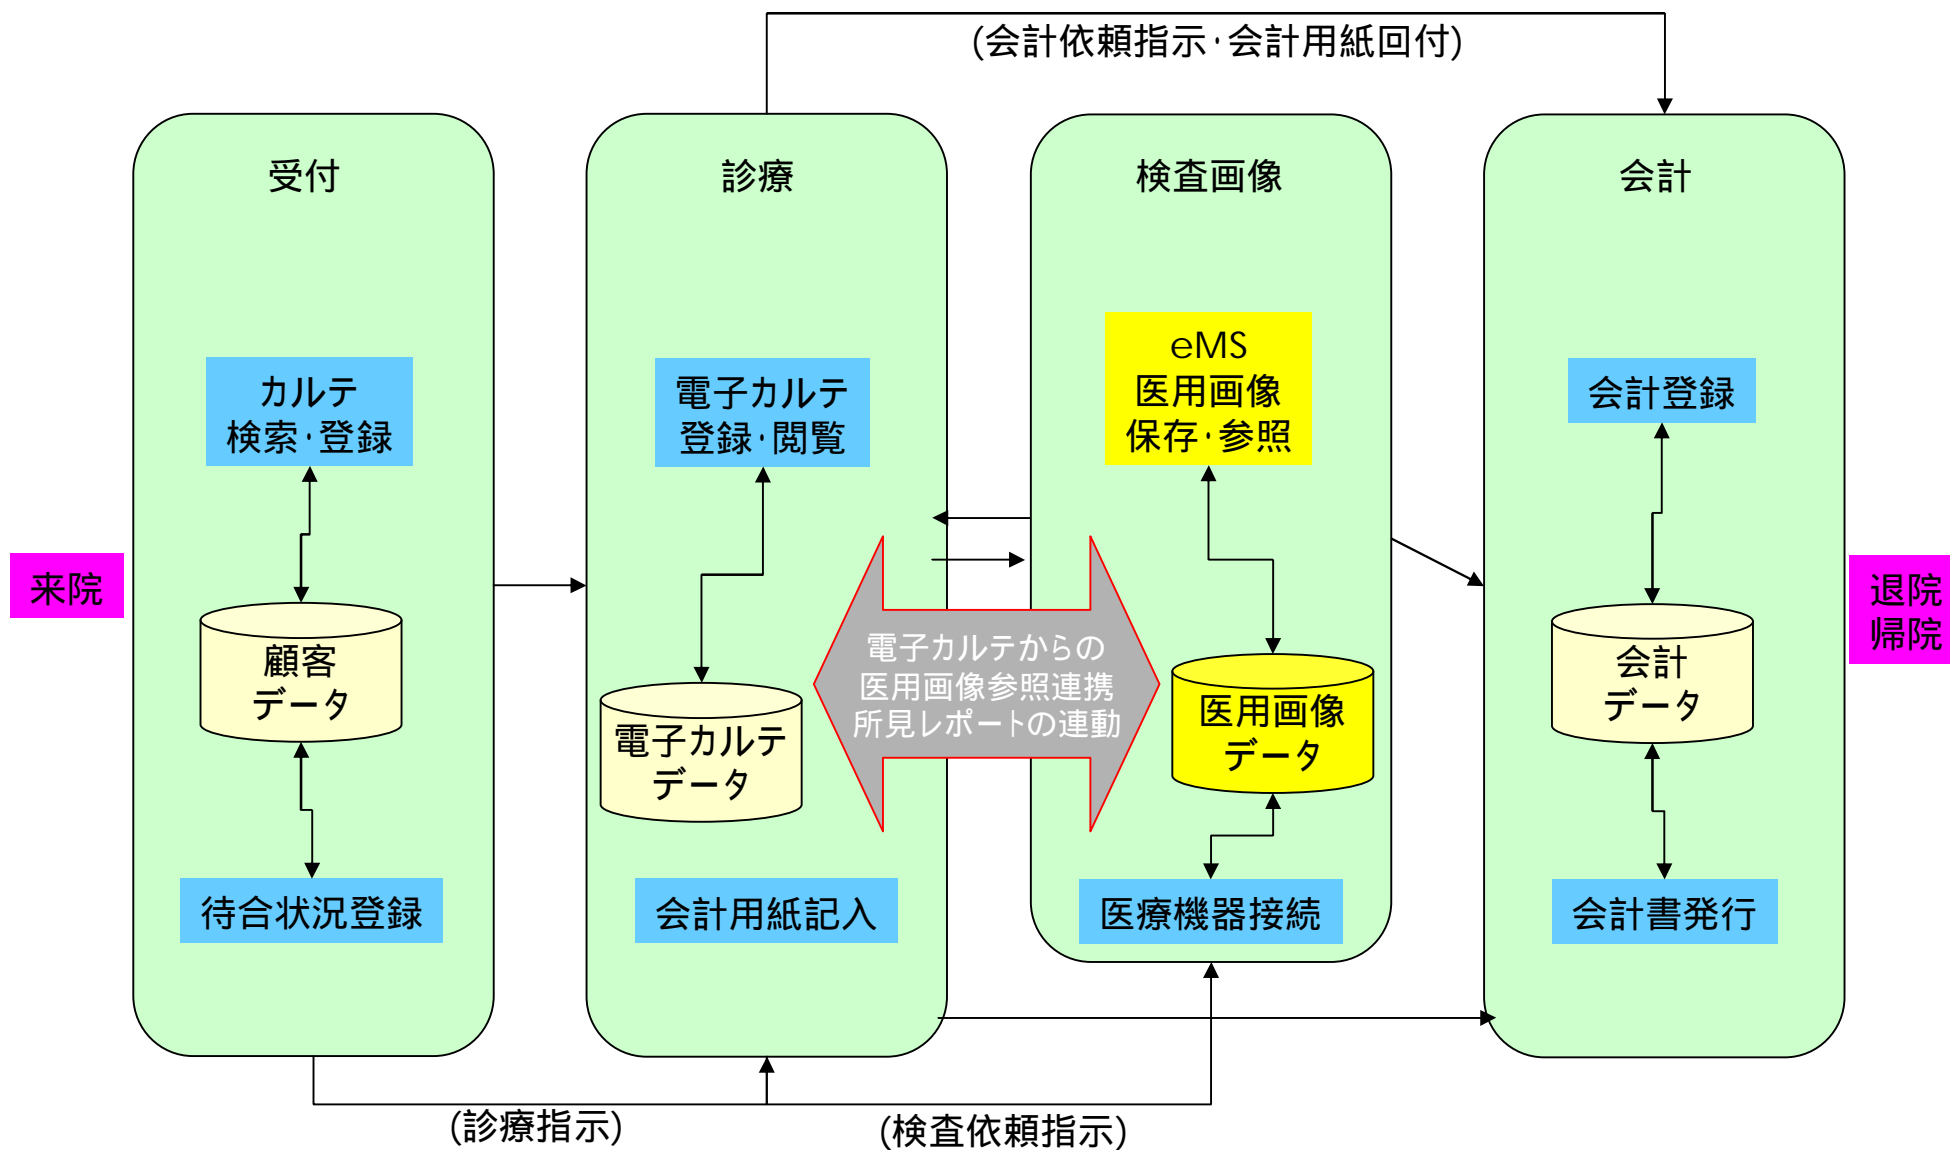 (会計依頼指示・会計用紙回付)
受付
診療
検査画像
会計
カルテ
検索・登録
電子カルテ
登録・閲覧
eMS
医用画像
保存・参照
会計登録
来院
退院
帰院
顧客
データ
電子カルテからの
医用画像参照連携
所見レポートの連動
電子カルテ
データ
医用画像
データ
会計
データ
待合状況登録
会計用紙記入
医療機器接続
会計書発行
(診療指示)
(検査依頼指示)